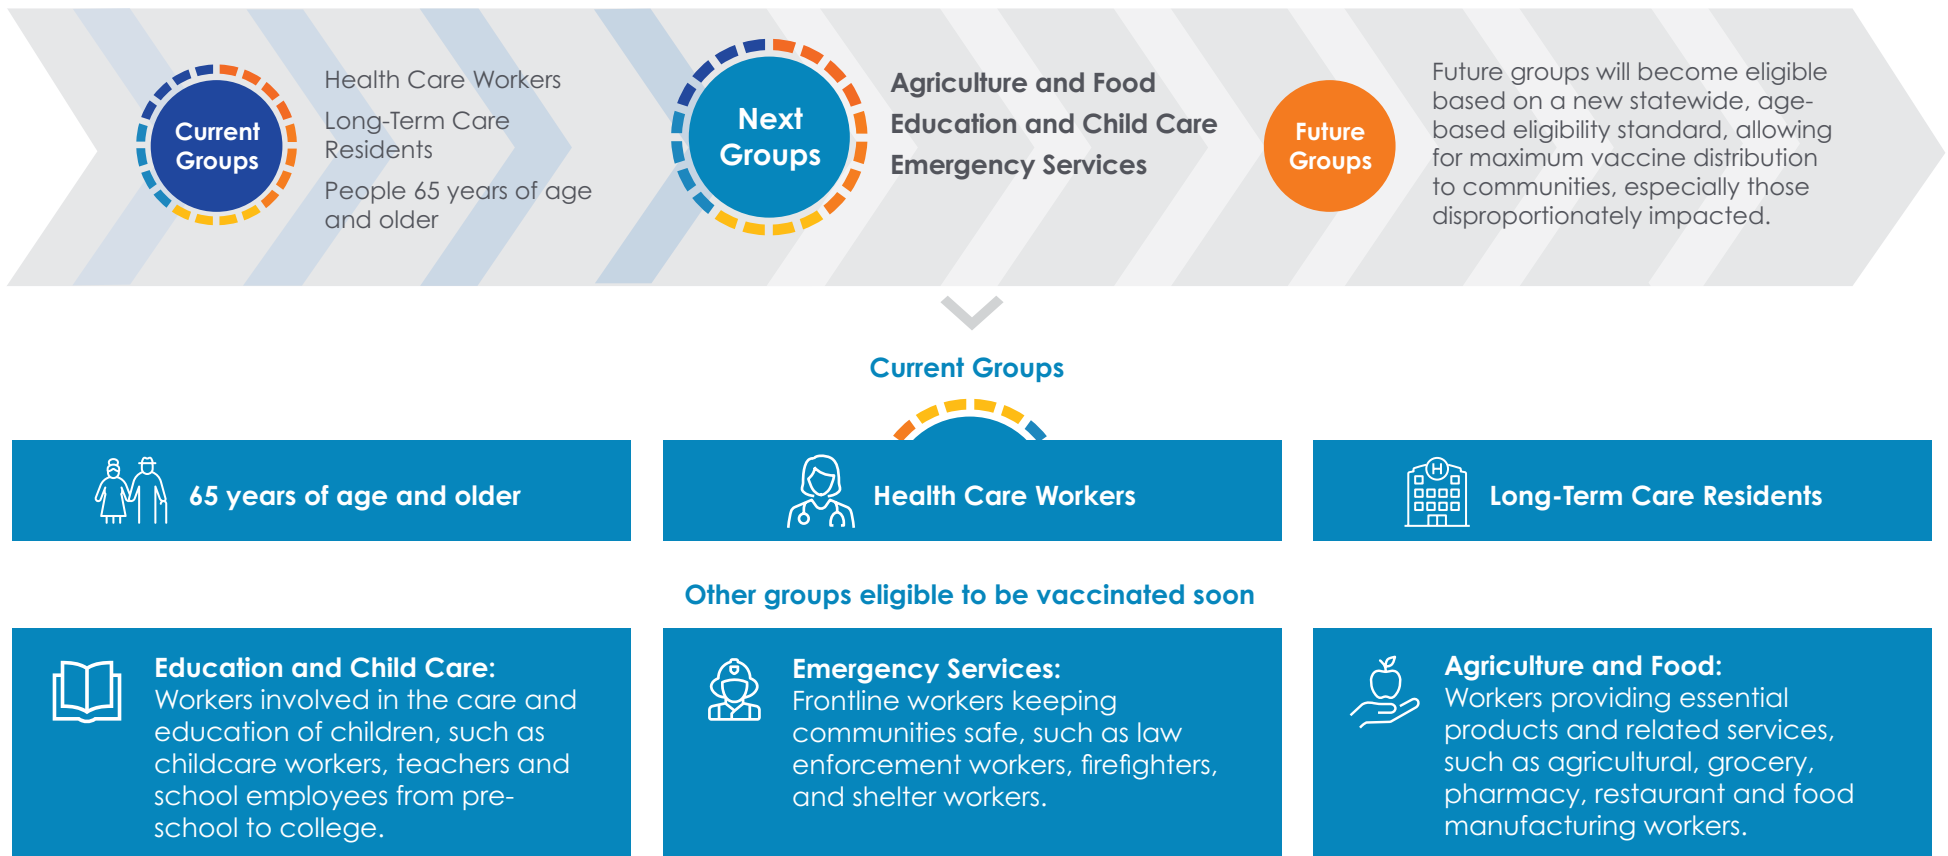 Current
Groups
Health Care Workers
Long-Term Care
Residents
People 65 years of age
and older
Next
Groups
Agriculture and Food
Education and Child Care
Emergency Services
Future
Groups
Future groups will become eligible
based on a new statewide, age-
based eligibility standard, allowing
for maximum vaccine distribution
to communities, especially those
disproportionately impacted.
Current Groups
65 years of age and older
Health Care Workers
H
Long-Term Care Residents
Other groups eligible to be vaccinated soon
Education and Child Care:
Workers involved in the care and
education of children, such as
childcare workers, teachers and
school employees from pre-
school to college.
Emergency Services:
Frontline workers keeping
communities safe, such as law
enforcement workers, firefighters,
and shelter workers.
Agriculture and Food:
Workers providing essential
products and related services,
such as agricultural, grocery,
pharmacy, restaurant and food
manufacturing workers.